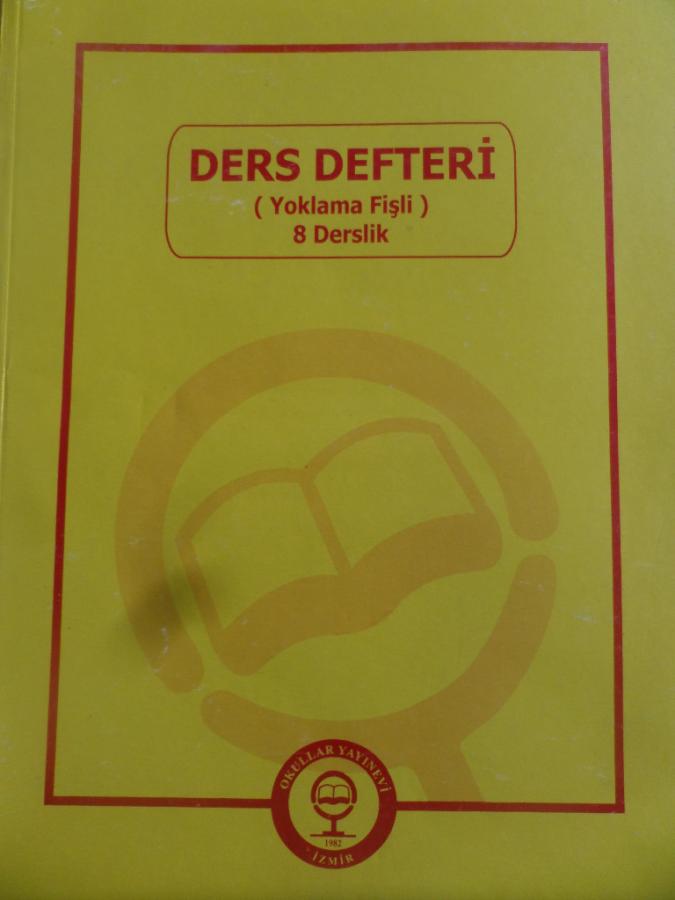 DERS DEFTERİ
( Yoklama Fişli )
8 Derslik
OKULLAR YAYINEVİ
1982
İZMİR